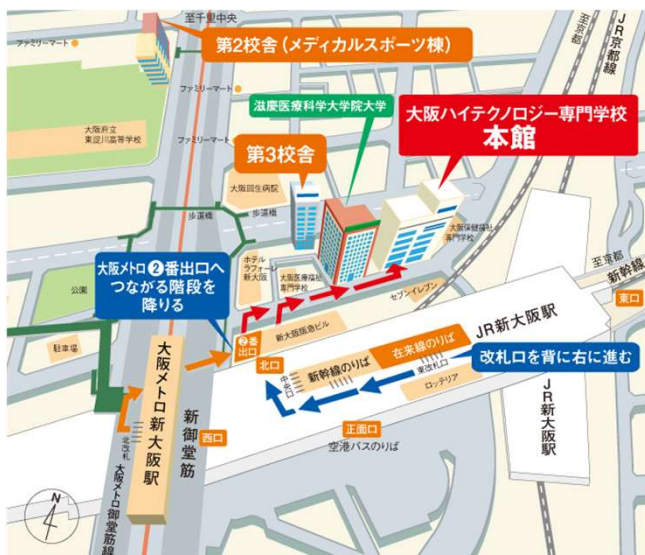 至千里中央
ファミリーマート
第2校舎（メディカルスポーツ棟）
至京都
JR京都線
ファミリーマート
滋慶医療科学大学院大学
大阪ハイテクノロジー専門学校
本館
大阪府立
東淀川高等学校
ファミリーマート
第3校舎
大阪回生病院
歩道橋
歩道橋
大阪保健福祉
専門学校
大阪メトロ②番出口へ
つながる階段を
降りる
ホテル
ラフォーレ
新大阪
大阪医療福祉
専門学校
セブンイレブン
至京都
新幹線
東口
公園
駐車場
②番
出口
新大阪阪急ビル
北口
JR新大阪駅
新幹線のりば
在来線のりば
中央口
東改札口
改札口を背に右に進む
ロッテリア
大阪メトロ新大阪駅
新御堂筋
西口
正面口
空港バスのりば
JR新大阪駅
北改札
大阪メトロ御堂筋線
N